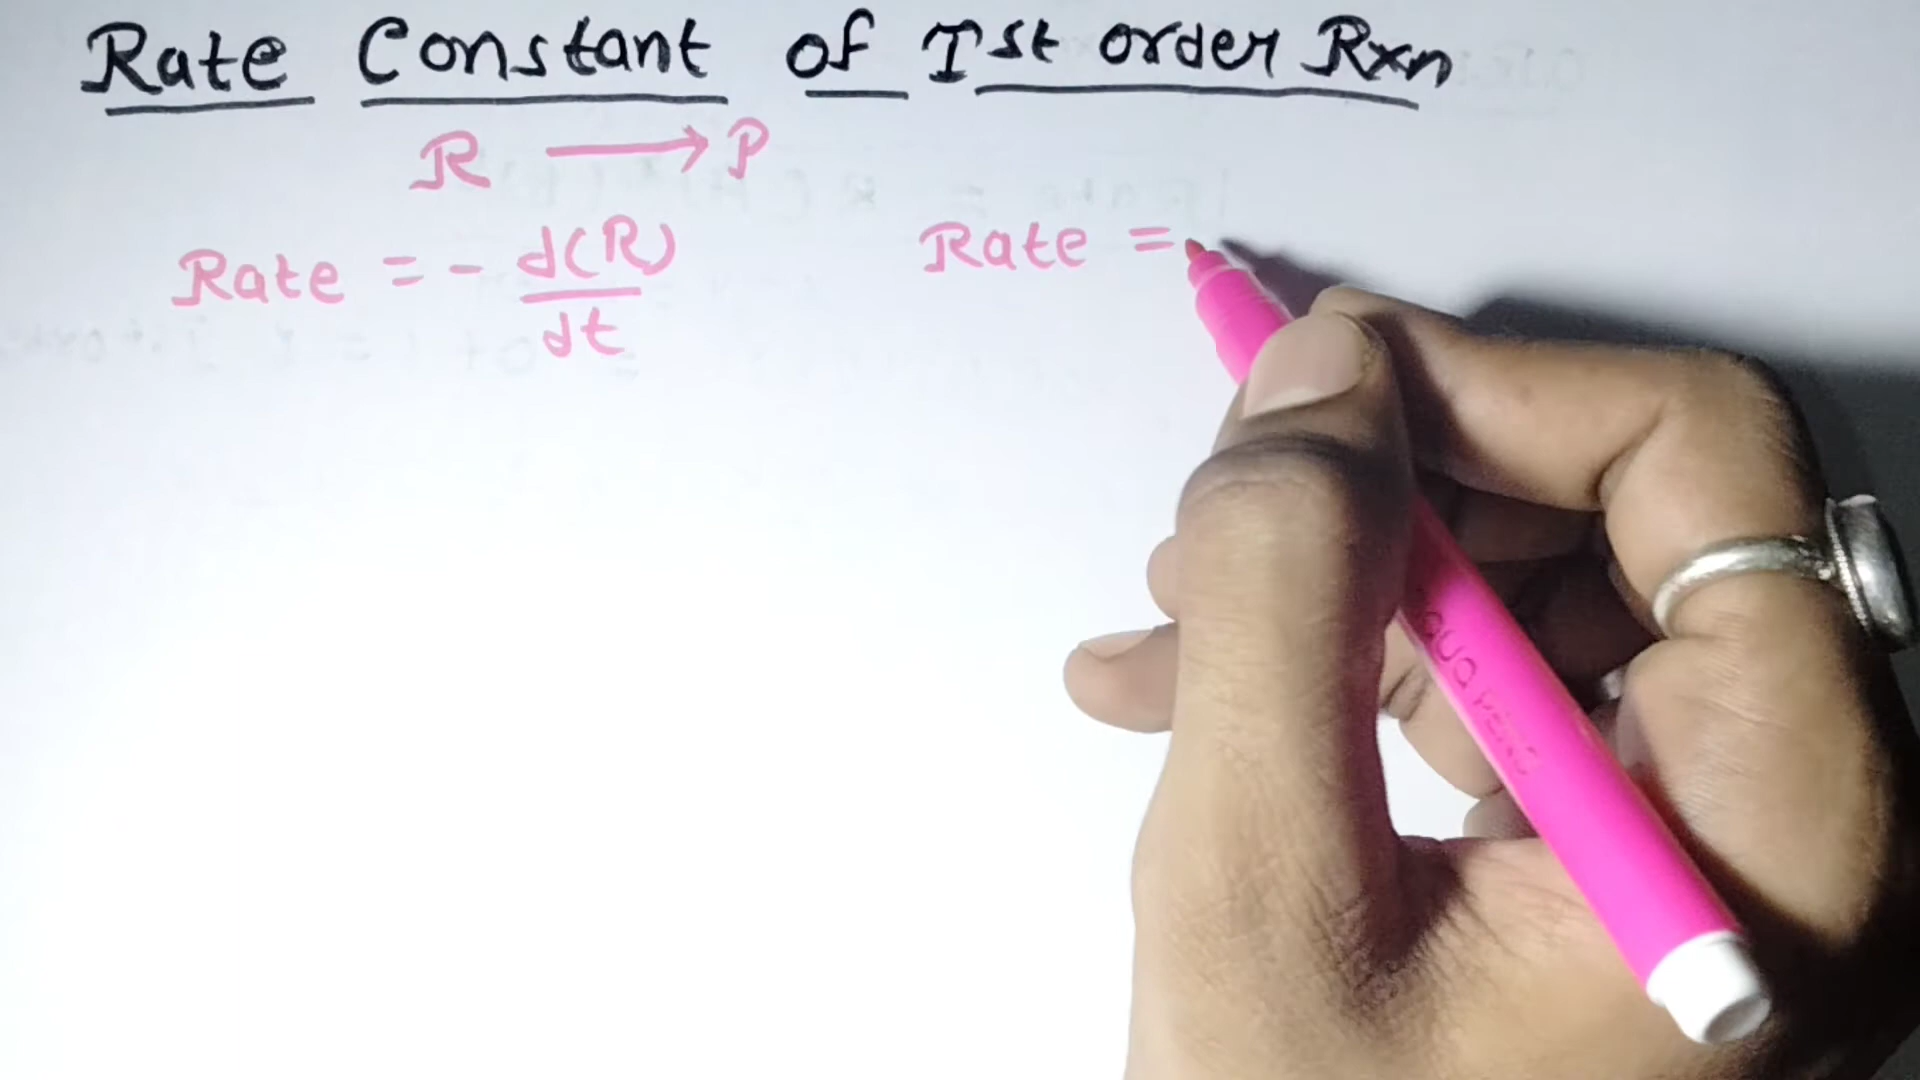 Rate Constant of Ist order Rxn
R → P
Rate = - d(R)/dt
Rate =